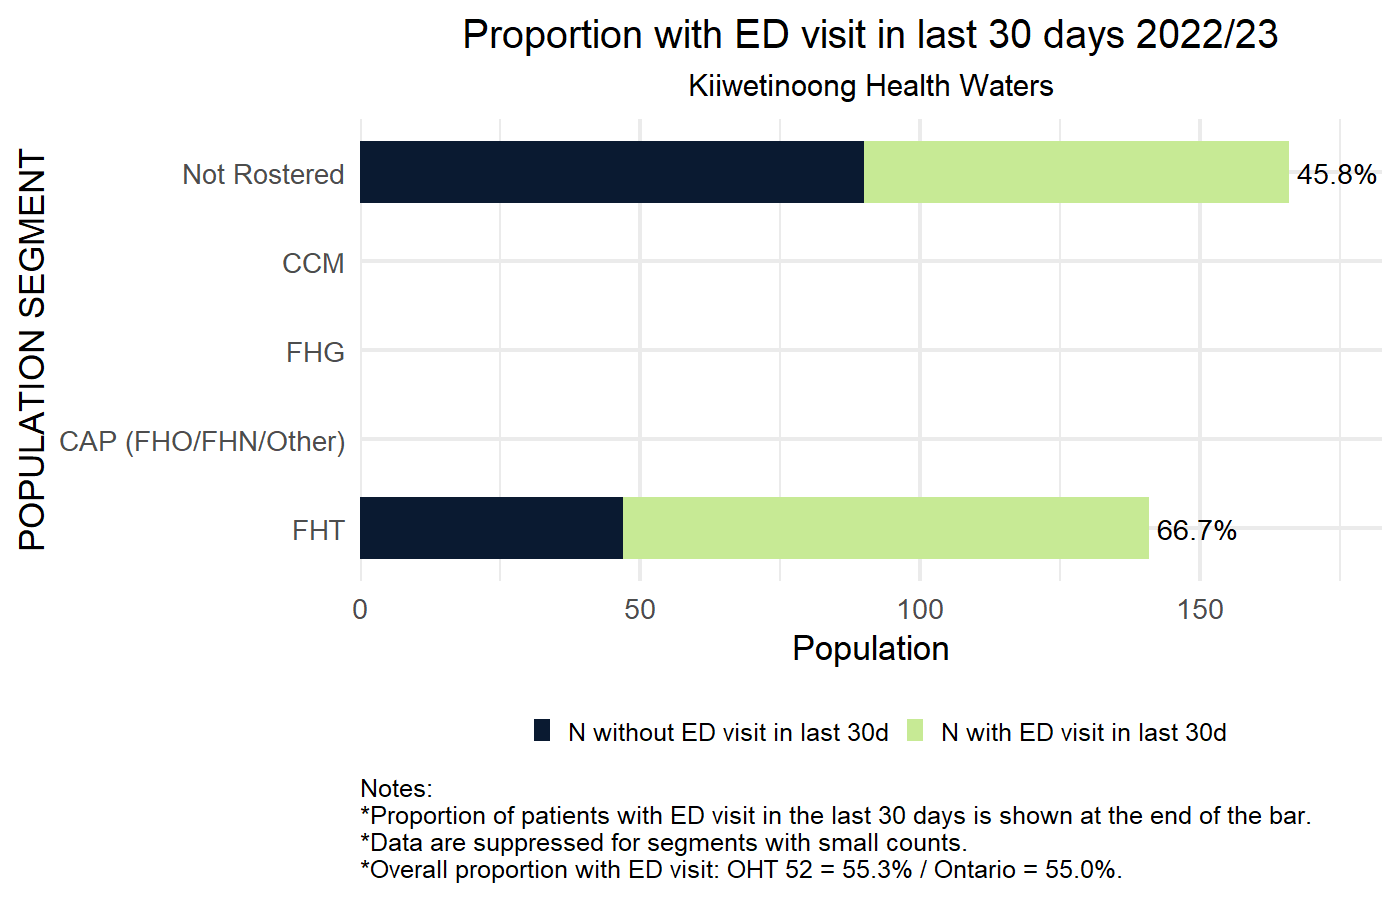 Proportion with ED visit in last 30 days 2022/23
Kiiwetinoong Health Waters
POPULATION SEGMENT
Not Rostered
45.8%
CCM
FHG
CAP (FHO/FHN/Other)
FHT
66.7%
0
50
100
150
Population
N without ED visit in last 30d
N with ED visit in last 30d
Notes:
*Proportion of patients with ED visit in the last 30 days is shown at the end of the bar.
*Data are suppressed for segments with small counts.
*Overall proportion with ED visit: OHT 52 = 55.3% / Ontario = 55.0%.